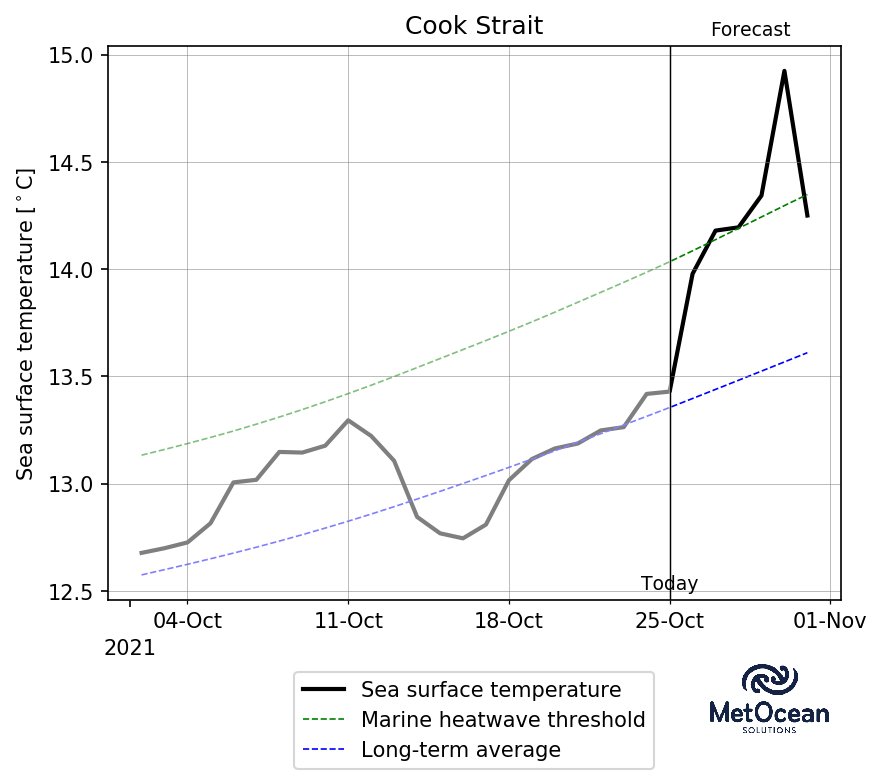 Cook Strait
Forecast
15.0
14.5
14.0
13.5
13.0
12.5
Sea surface temperature [°C]
Today
04-Oct 11-Oct 18-Oct 25-Oct 01-Nov
2021
Sea surface temperature
Marine heatwave threshold
Long-term average
MetOcean
SOLUTIONS